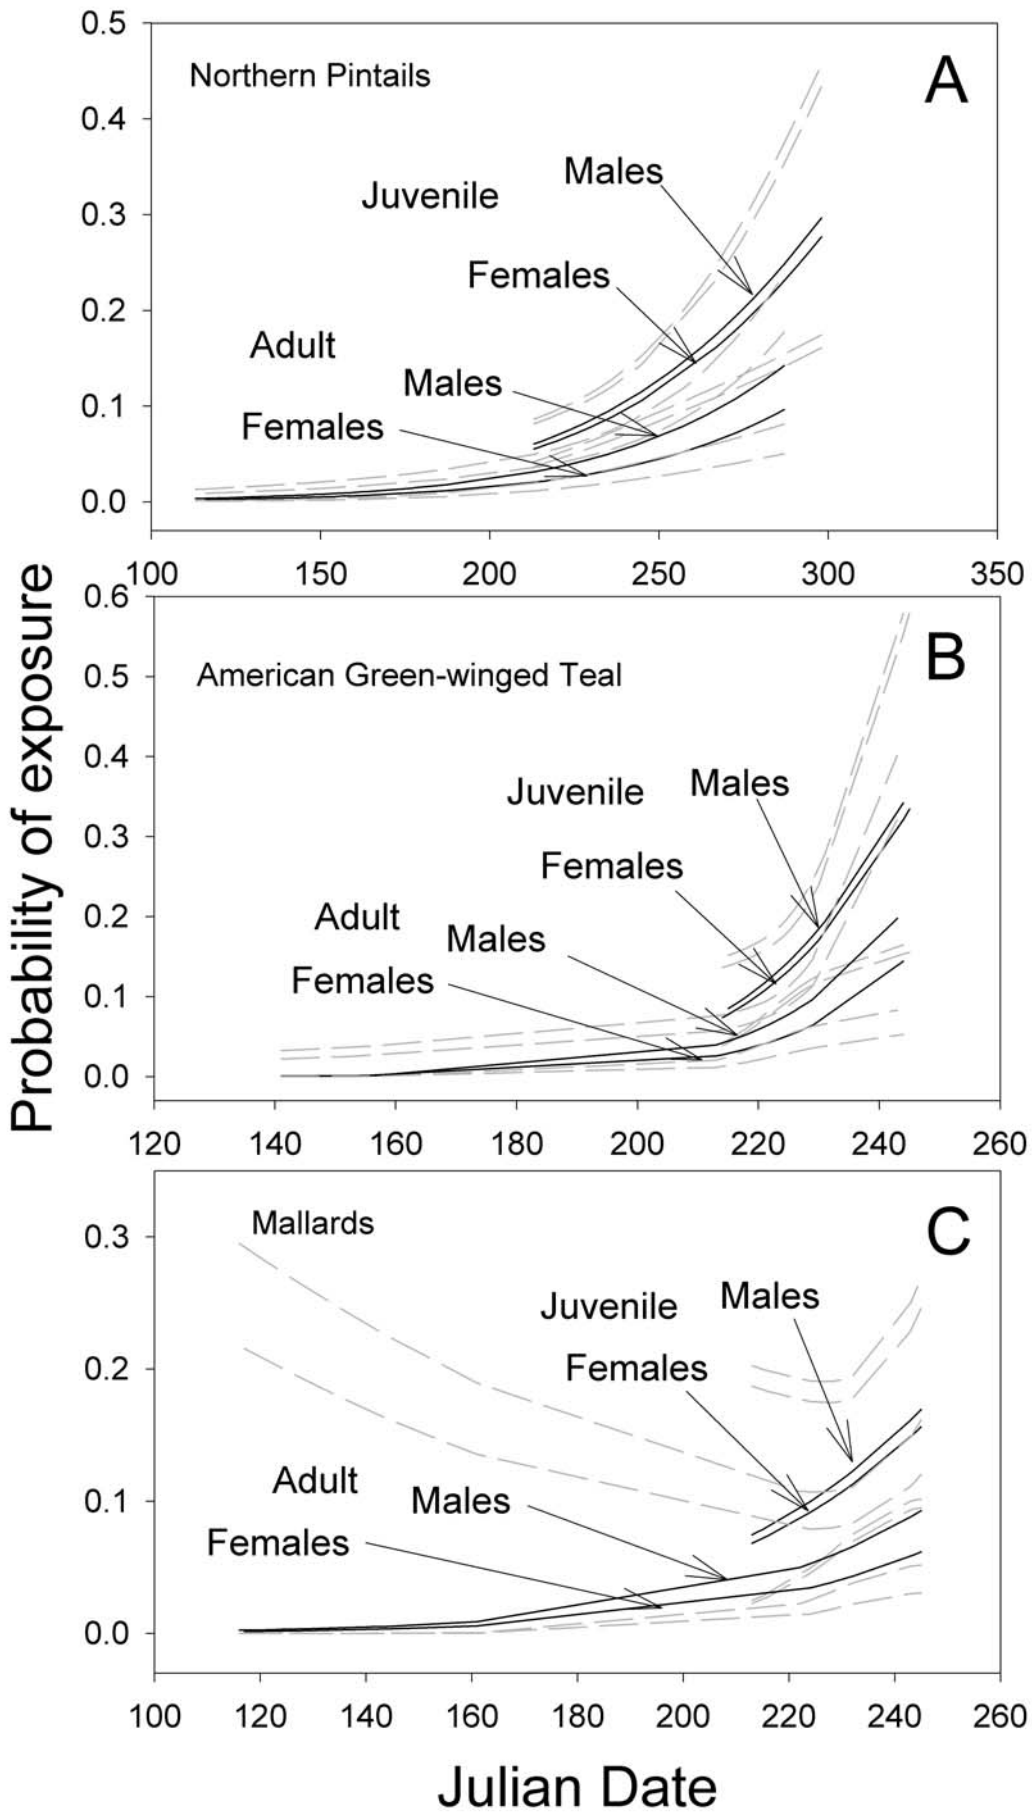 0.5
Northern Pintails
A
0.4
Males
Juvenile
0.3
Females
0.2
Adult
Males
0.1
Females
0.0
100 150 200 250 300 350
Probability of exposure
0.6
American Green-winged Teal
B
0.5
0.4
Juvenile
Males
0.3
Females
0.2
Adult
Males
Females
0.1
0.0
120 140 160 180 200 220 240 260
Mallards
C
0.3
Juvenile
Males
0.2
Females
Adult
0.1
Males
Females
0.0
100 120 140 160 180 200 220 240 260
Julian Date